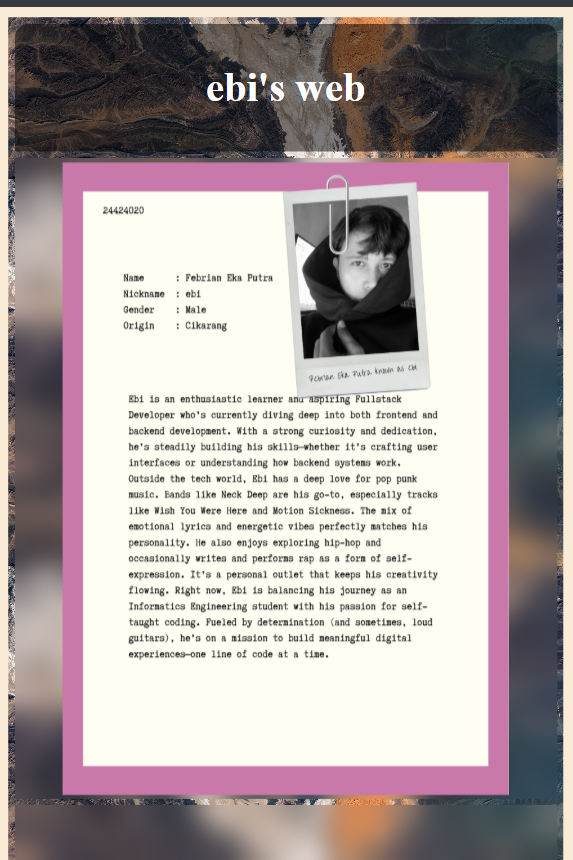 ebi's web
24424020
Name : Febrian Eka Putra
Nickname : ebi
Gender : Male
Origin : Cikarang
Febrian Eka Putra known as ebi
Ebi is an enthusiastic learner and aspiring Fullstack
Developer who's currently diving deep into both frontend and
backend development. With a strong curiosity and dedication,
he's steadily building his skills—whether it's crafting user
interfaces or understanding how backend systems work.
Outside the tech world, Ebi has a deep love for pop punk
music. Bands like Neck Deep are his go-to, especially tracks
like Wish You Were Here and Motion Sickness. The mix of
emotional lyrics and energetic vibes perfectly matches his
personality. He also enjoys exploring hip-hop and
occasionally writes and performs rap as a form of self-
expression. It's a personal outlet that keeps his creativity
flowing. Right now, Ebi is balancing his journey as an
Informatics Engineering student with his passion for self-
taught coding. Fueled by determination (and sometimes, loud
guitars), he's on a mission to build meaningful digital
experiences—one line of code at a time.